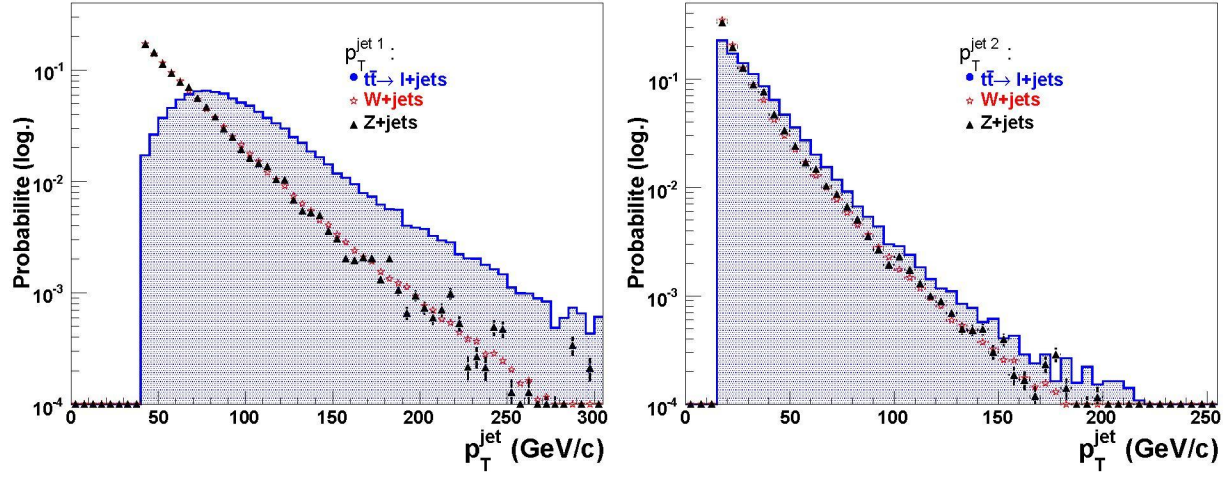 Probabilite (log.)
10⁻¹
10⁻²
10⁻³
10⁻⁴
0
50
100
150
200
250
300
p_T^jet (GeV/c)
p_T^jet 1 :
tt̄→ l+jets
W+jets
Z+jets
Probabilite (log.)
10⁻¹
10⁻²
10⁻³
10⁻⁴
0
50
100
150
200
250
p_T^jet (GeV/c)
p_T^jet 2 :
tt̄→ l+jets
W+jets
Z+jets